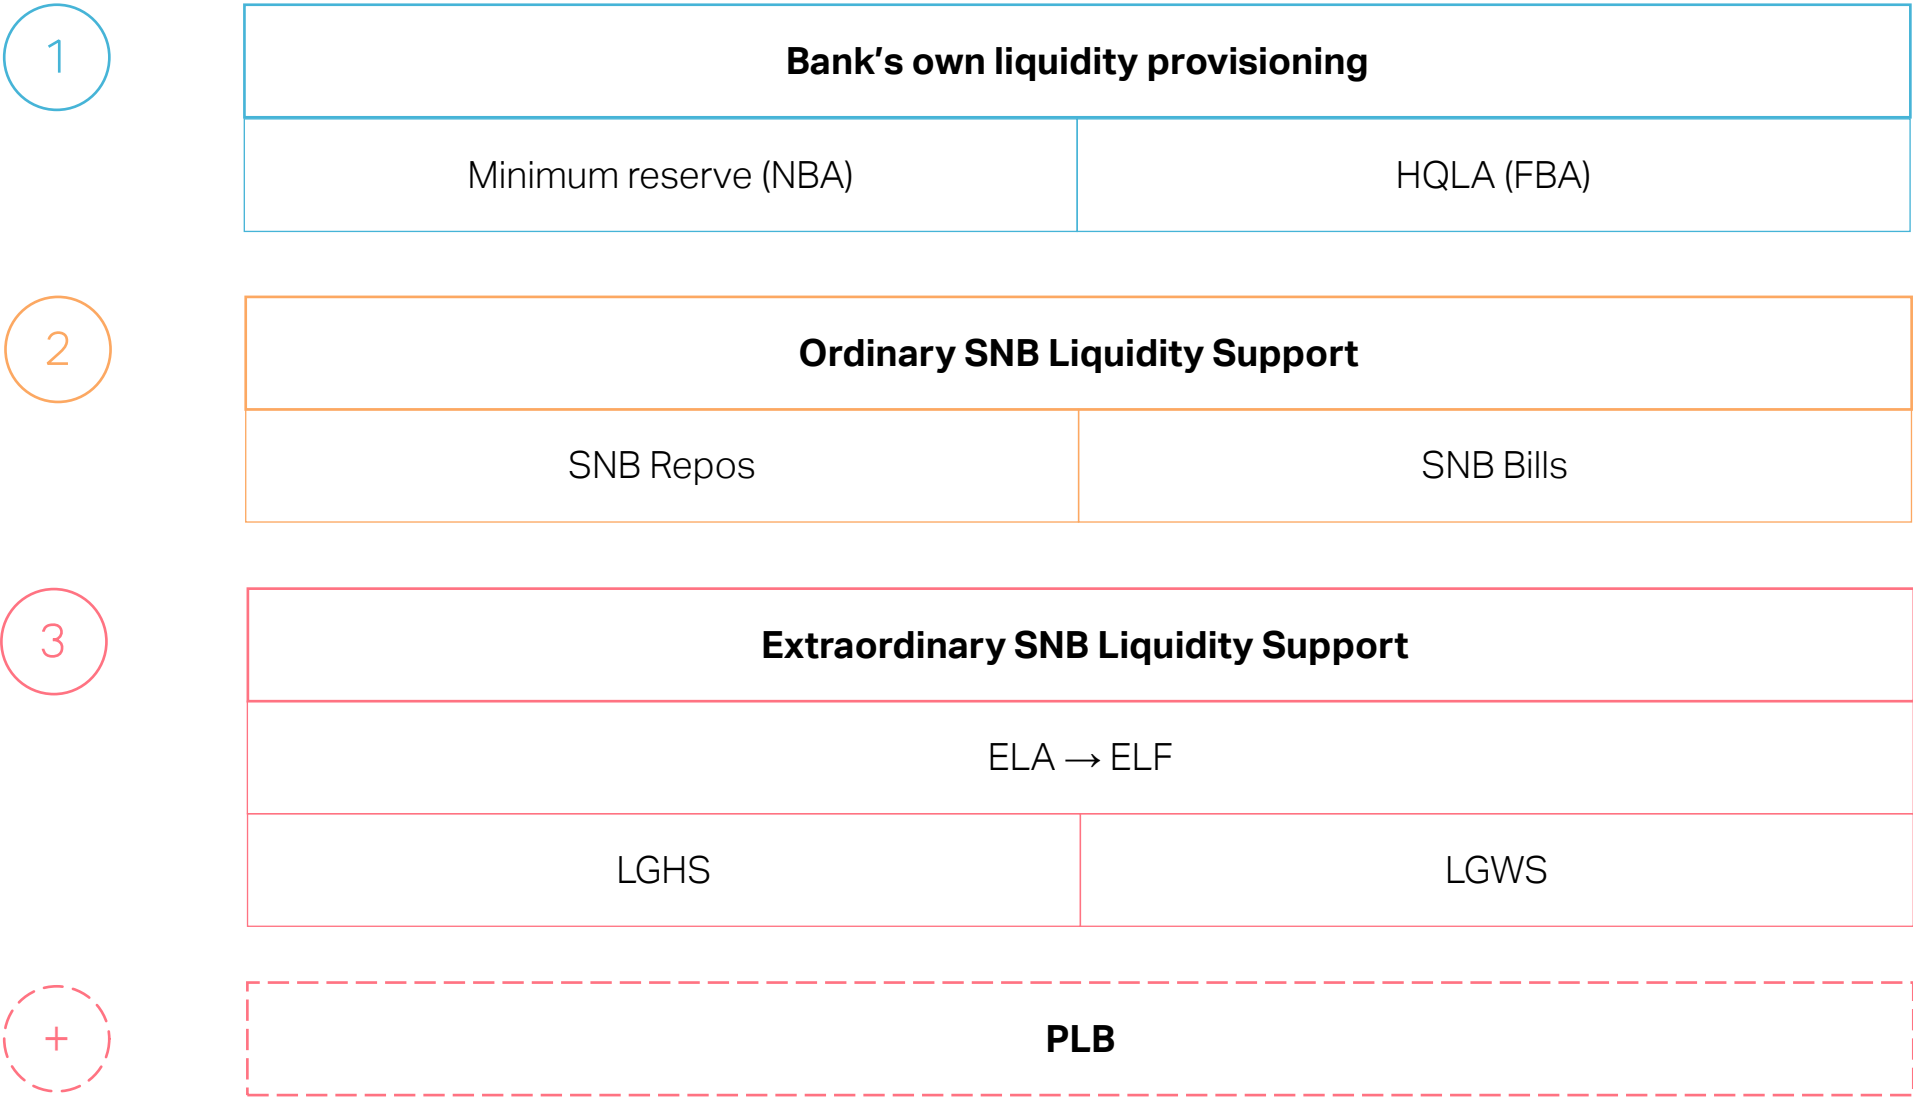 1
Bank’s own liquidity provisioning
Minimum reserve (NBA)
HQLA (FBA)
2
Ordinary SNB Liquidity Support
SNB Repos
SNB Bills
3
Extraordinary SNB Liquidity Support
ELA → ELF
LGHS
LGWS
+
PLB